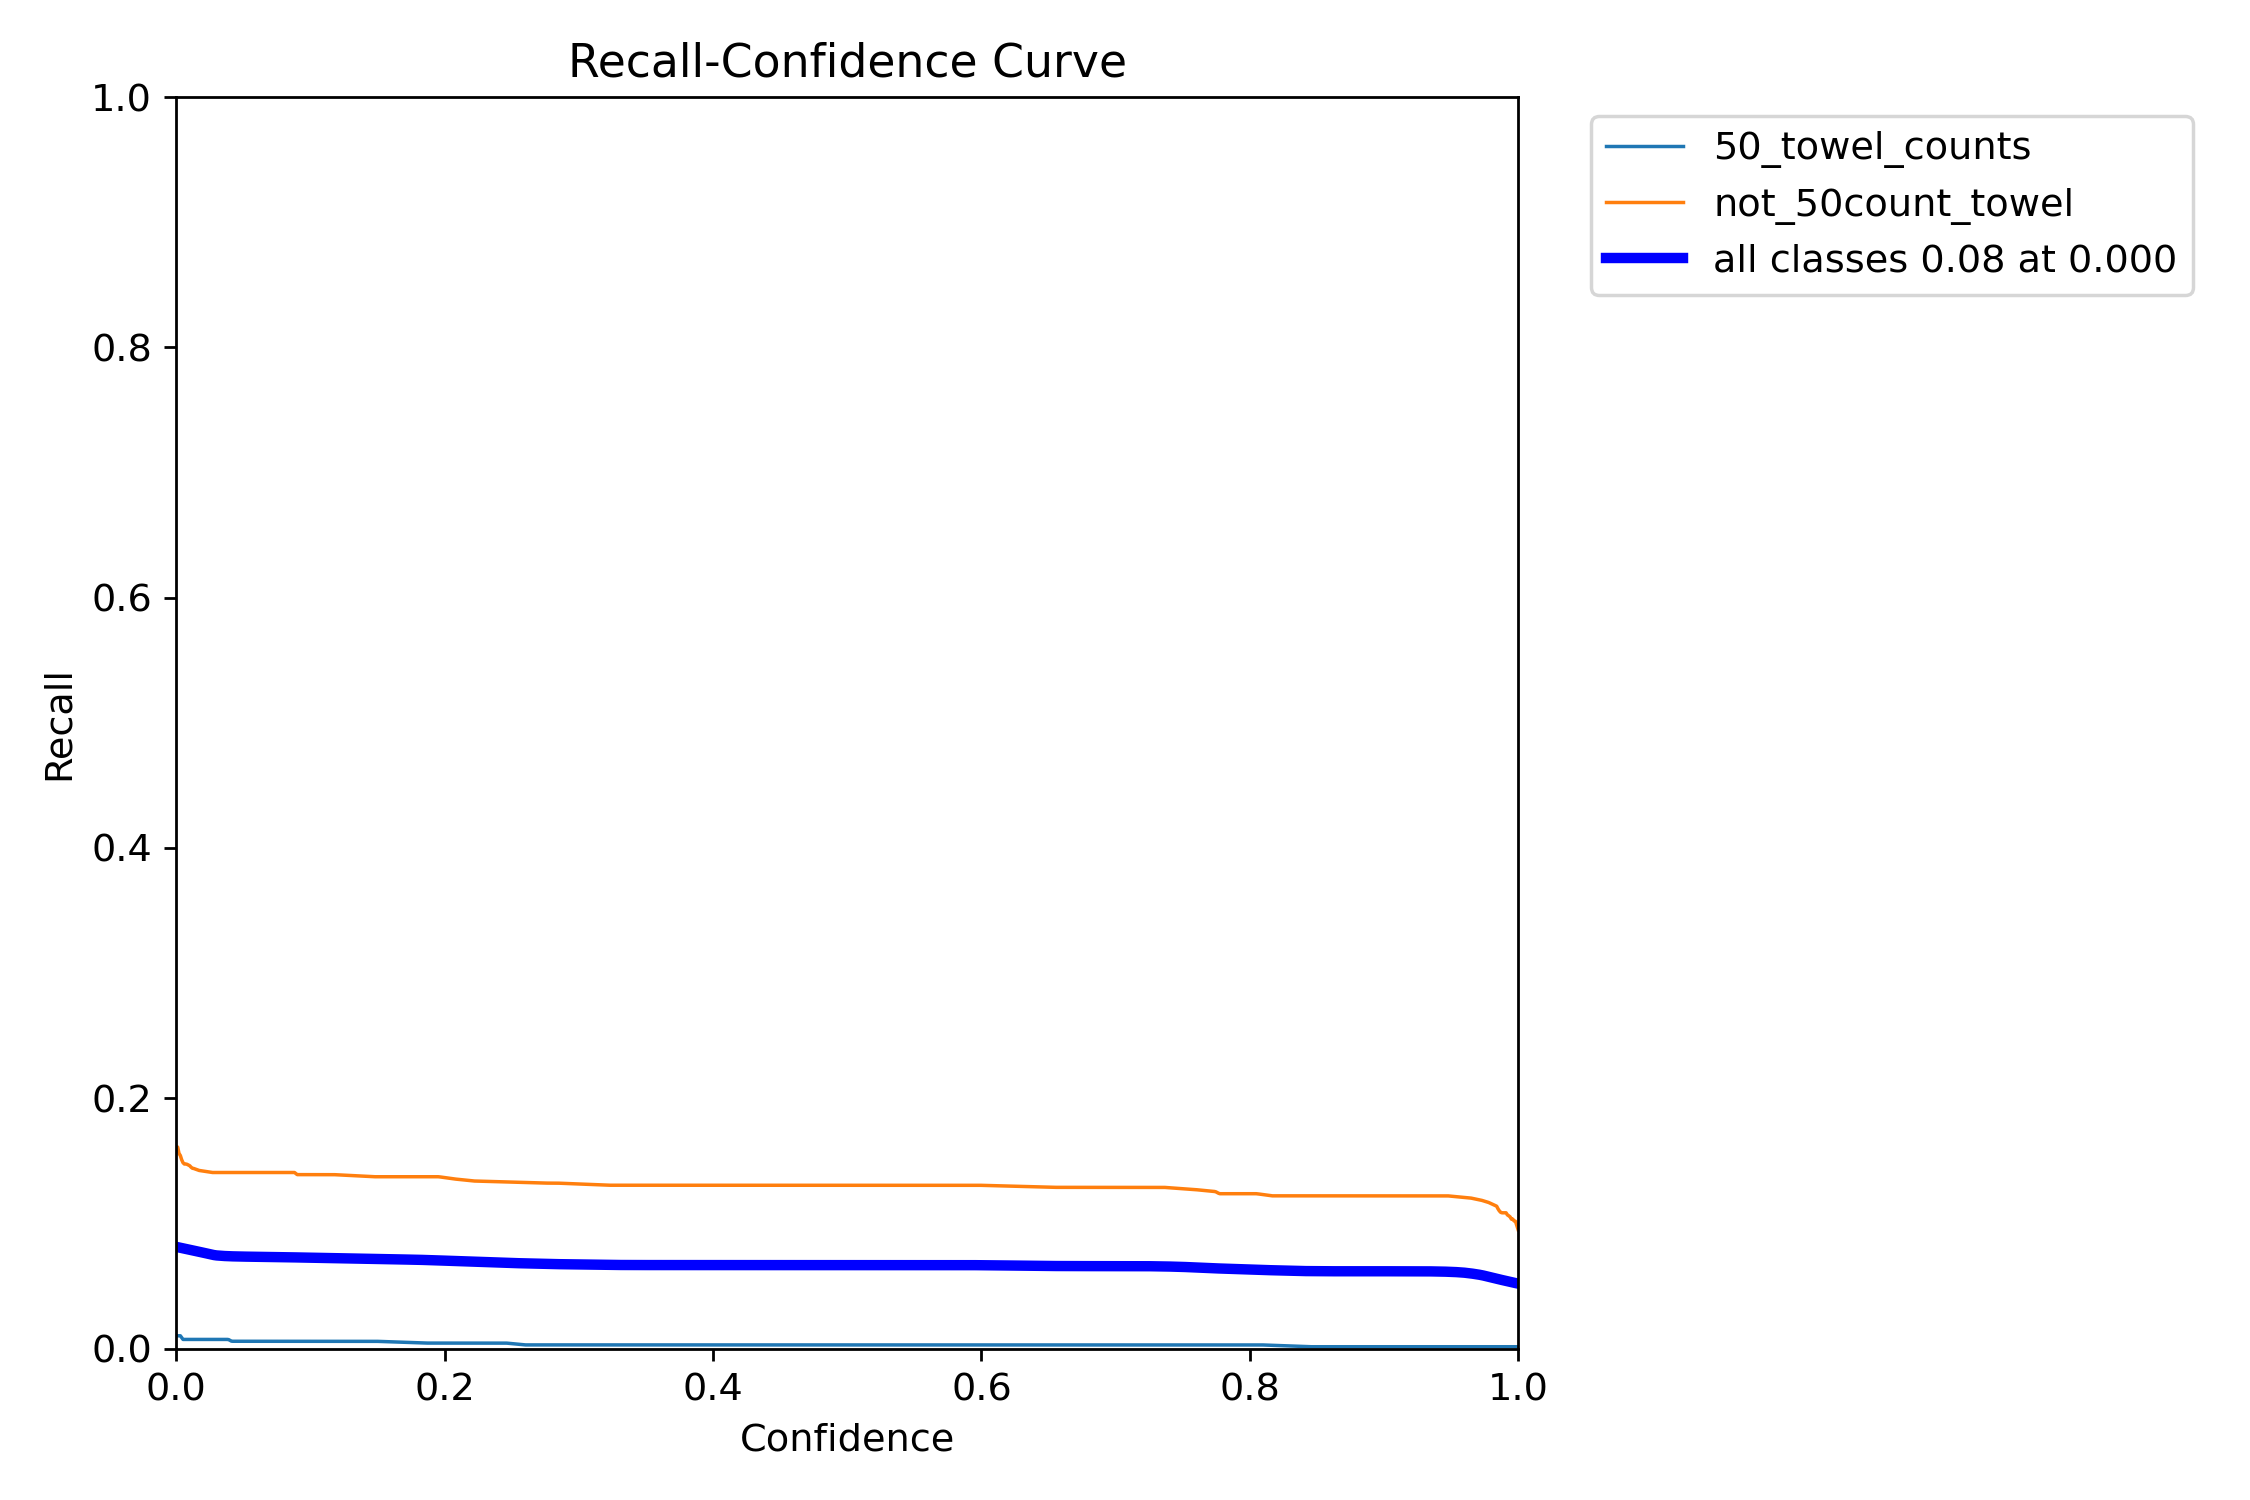 Recall-Confidence Curve
1.0
0.8
0.6
0.4
0.2
0.0
Recall
0.0 0.2 0.4 0.6 0.8 1.0
Confidence
50_towel_counts
not_50count_towel
all classes 0.08 at 0.000